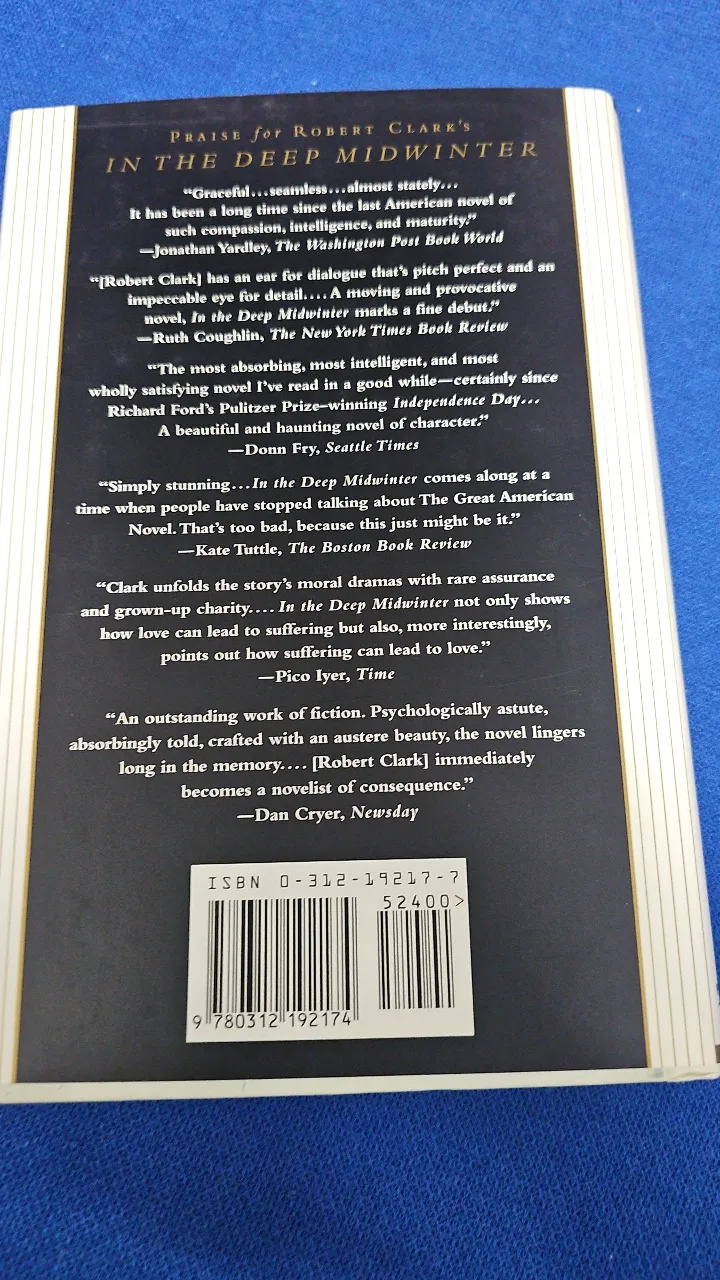 PRAISE for ROBERT CLARK'S
IN THE DEEP MIDWINTER
“Graceful...seamless...almost stately...
It has been a long time since the last American novel of
such compassion, intelligence, and maturity.”
—Jonathan Yardley, The Washington Post Book World
“[Robert Clark] has an ear for dialogue that’s pitch perfect and an
impeccable eye for detail....A moving and provocative
novel, In the Deep Midwinter marks a fine debut.”
—Ruth Coughlin, The New York Times Book Review
“The most absorbing, most intelligent, and most
wholly satisfying novel I’ve read in a good while—certainly since
Richard Ford’s Pulitzer Prize–winning Independence Day...
A beautiful and haunting novel of character.”
—Donn Fry, Seattle Times
“Simply stunning...In the Deep Midwinter comes along at a
time when people have stopped talking about The Great American
Novel. That’s too bad, because this just might be it.”
—Kate Tuttle, The Boston Book Review
“Clark unfolds the story’s moral dramas with rare assurance
and grown-up charity.... In the Deep Midwinter not only shows
how love can lead to suffering but also, more interestingly,
points out how suffering can lead to love.”
—Pico Iyer, Time
“An outstanding work of fiction. Psychologically astute,
absorbingly told, crafted with an austere beauty, the novel lingers
long in the memory.... [Robert Clark] immediately
becomes a novelist of consequence.”
—Dan Cryer, Newsday
ISBN 0-312-19217-7
52400>
9 780312 192174